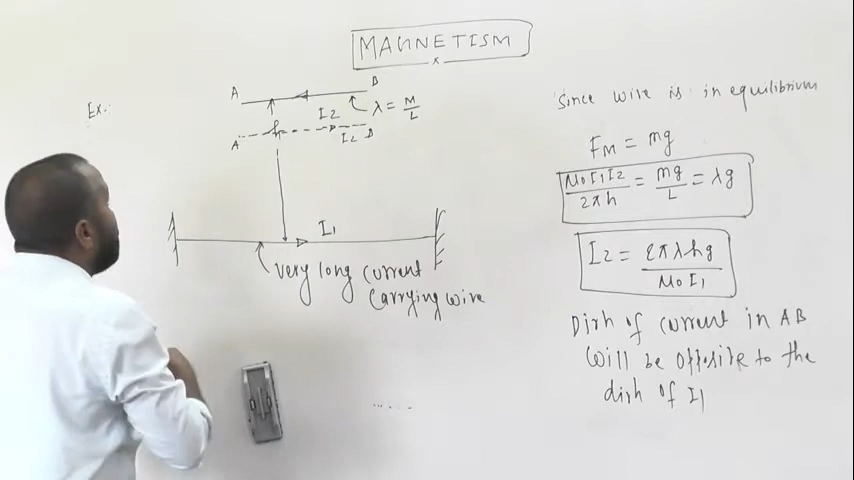 MAGNETISM
x
Ex:
A B
I2 λ = M/L
h
A I2 B
I1
very long current
carrying wire
Since wire is in equilibrium
FM = mg
μ0I1I2/2πh = mg/L = λg
I2 = 2πλhg/μ0I1
Dirn of current in AB
will be opposite to the
dirn of I1